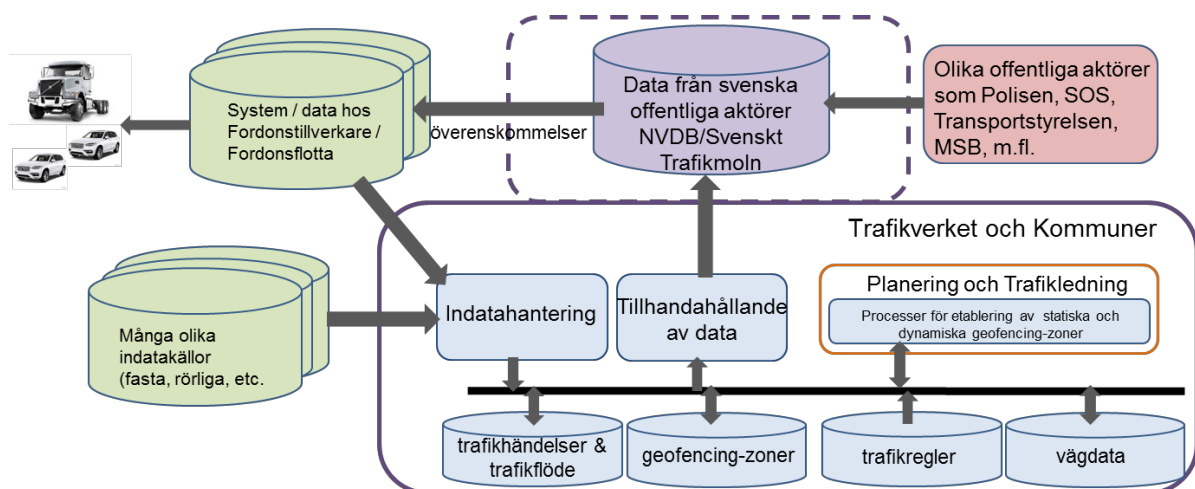 System / data hos
Fordonstillverkare /
Fordonsflotta
överenskommelser
Data från svenska
offentliga aktörer
NVDB/Svenskt
Trafikmoln
Olika offentliga aktörer
som Polisen, SOS,
Transportstyrelsen,
MSB, m.fl.
Trafikverket och Kommuner
Många olika
indatakällor
(fasta, rörliga, etc.
Indatahantering
Tillhandahållande
av data
Planering och Trafikledning
Processer för etablering av statiska och
dynamiska geofencing-zoner
trafikhändelser &
trafikflöde
geofencing-zoner
trafikregler
vägdata